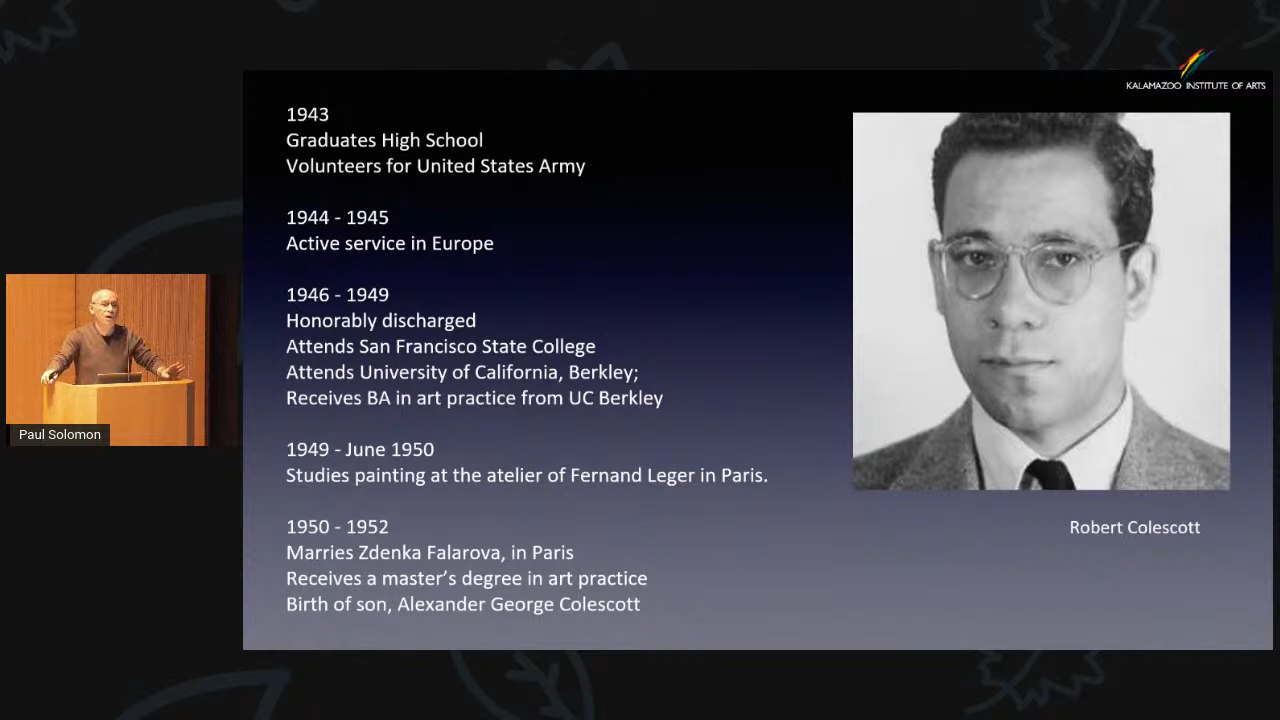 KALAMAZOO INSTITUTE OF ARTS
1943
Graduates High School
Volunteers for United States Army
1944 - 1945
Active service in Europe
1946 - 1949
Honorably discharged
Attends San Francisco State College
Attends University of California, Berkley;
Receives BA in art practice from UC Berkley
1949 - June 1950
Studies painting at the atelier of Fernand Leger in Paris.
1950 - 1952
Marries Zdenka Falarova, in Paris
Receives a master’s degree in art practice
Birth of son, Alexander George Colescott
Robert Colescott
Paul Solomon